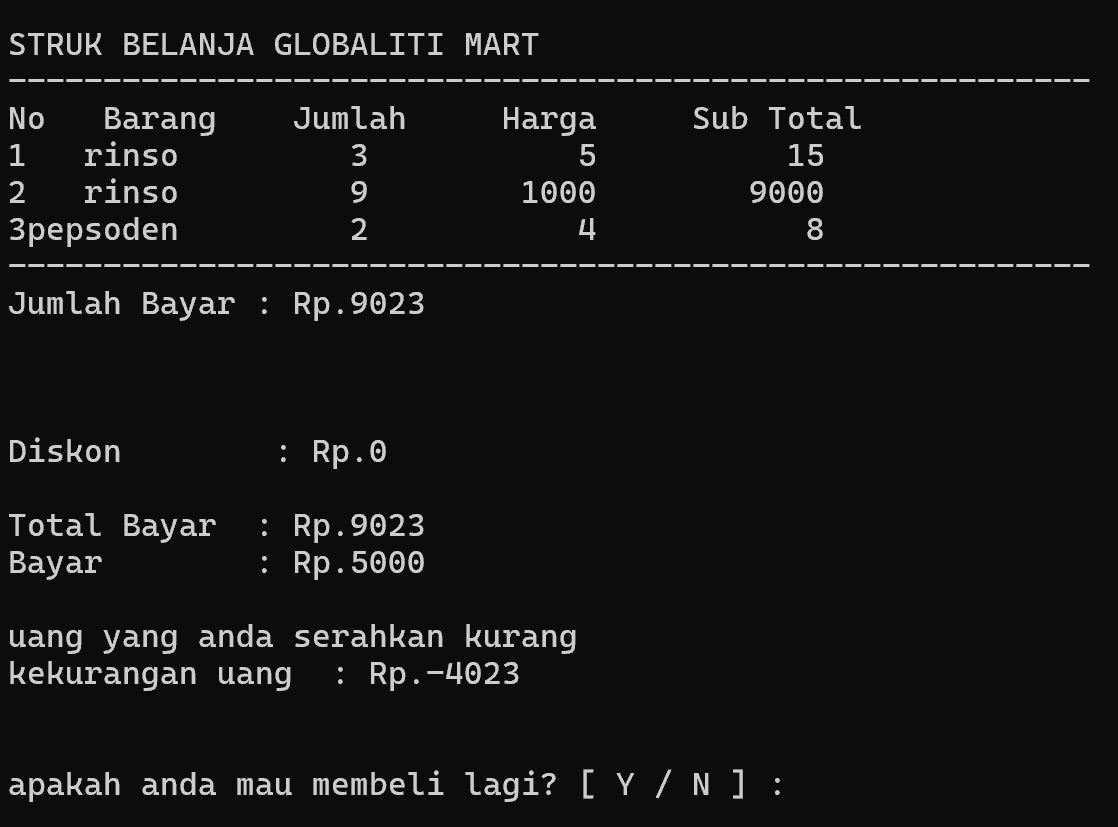 STRUK BELANJA GLOBALITI MART
---------------------------------------------------------
No   Barang    Jumlah     Harga     Sub Total
1   rinso         3           5          15
2   rinso         9        1000        9000
3pepsoden         2           4           8
---------------------------------------------------------
Jumlah Bayar : Rp.9023
Diskon        : Rp.0
Total Bayar  : Rp.9023
Bayar        : Rp.5000
uang yang anda serahkan kurang
kekurangan uang  : Rp.-4023
apakah anda mau membeli lagi? [ Y / N ] :